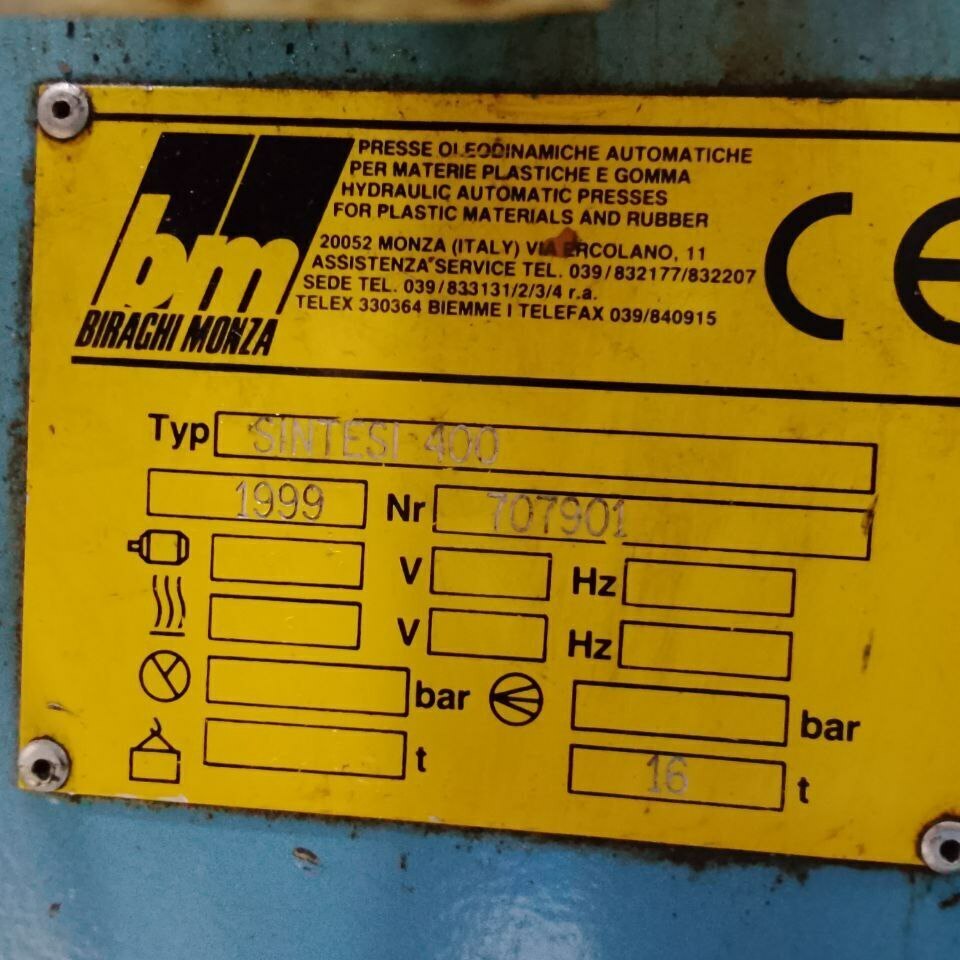 bm
BIRAGHI MONZA
PRESSE OLEODINAMICHE AUTOMATICHE
PER MATERIE PLASTICHE E GOMMA
HYDRAULIC AUTOMATIC PRESSES
FOR PLASTIC MATERIALS AND RUBBER
20052 MONZA (ITALY) VIA ERCOLANO, 11
ASSISTENZA SERVICE TEL. 039/832177/832207
SEDE TEL. 039/833131/2/3/4 r.a.
TELEX 330364 BIEMME I TELEFAX 039/840915
CE
Typ SINTESI 400
1999 Nr 707901
V Hz
V Hz
bar bar
t 16 t